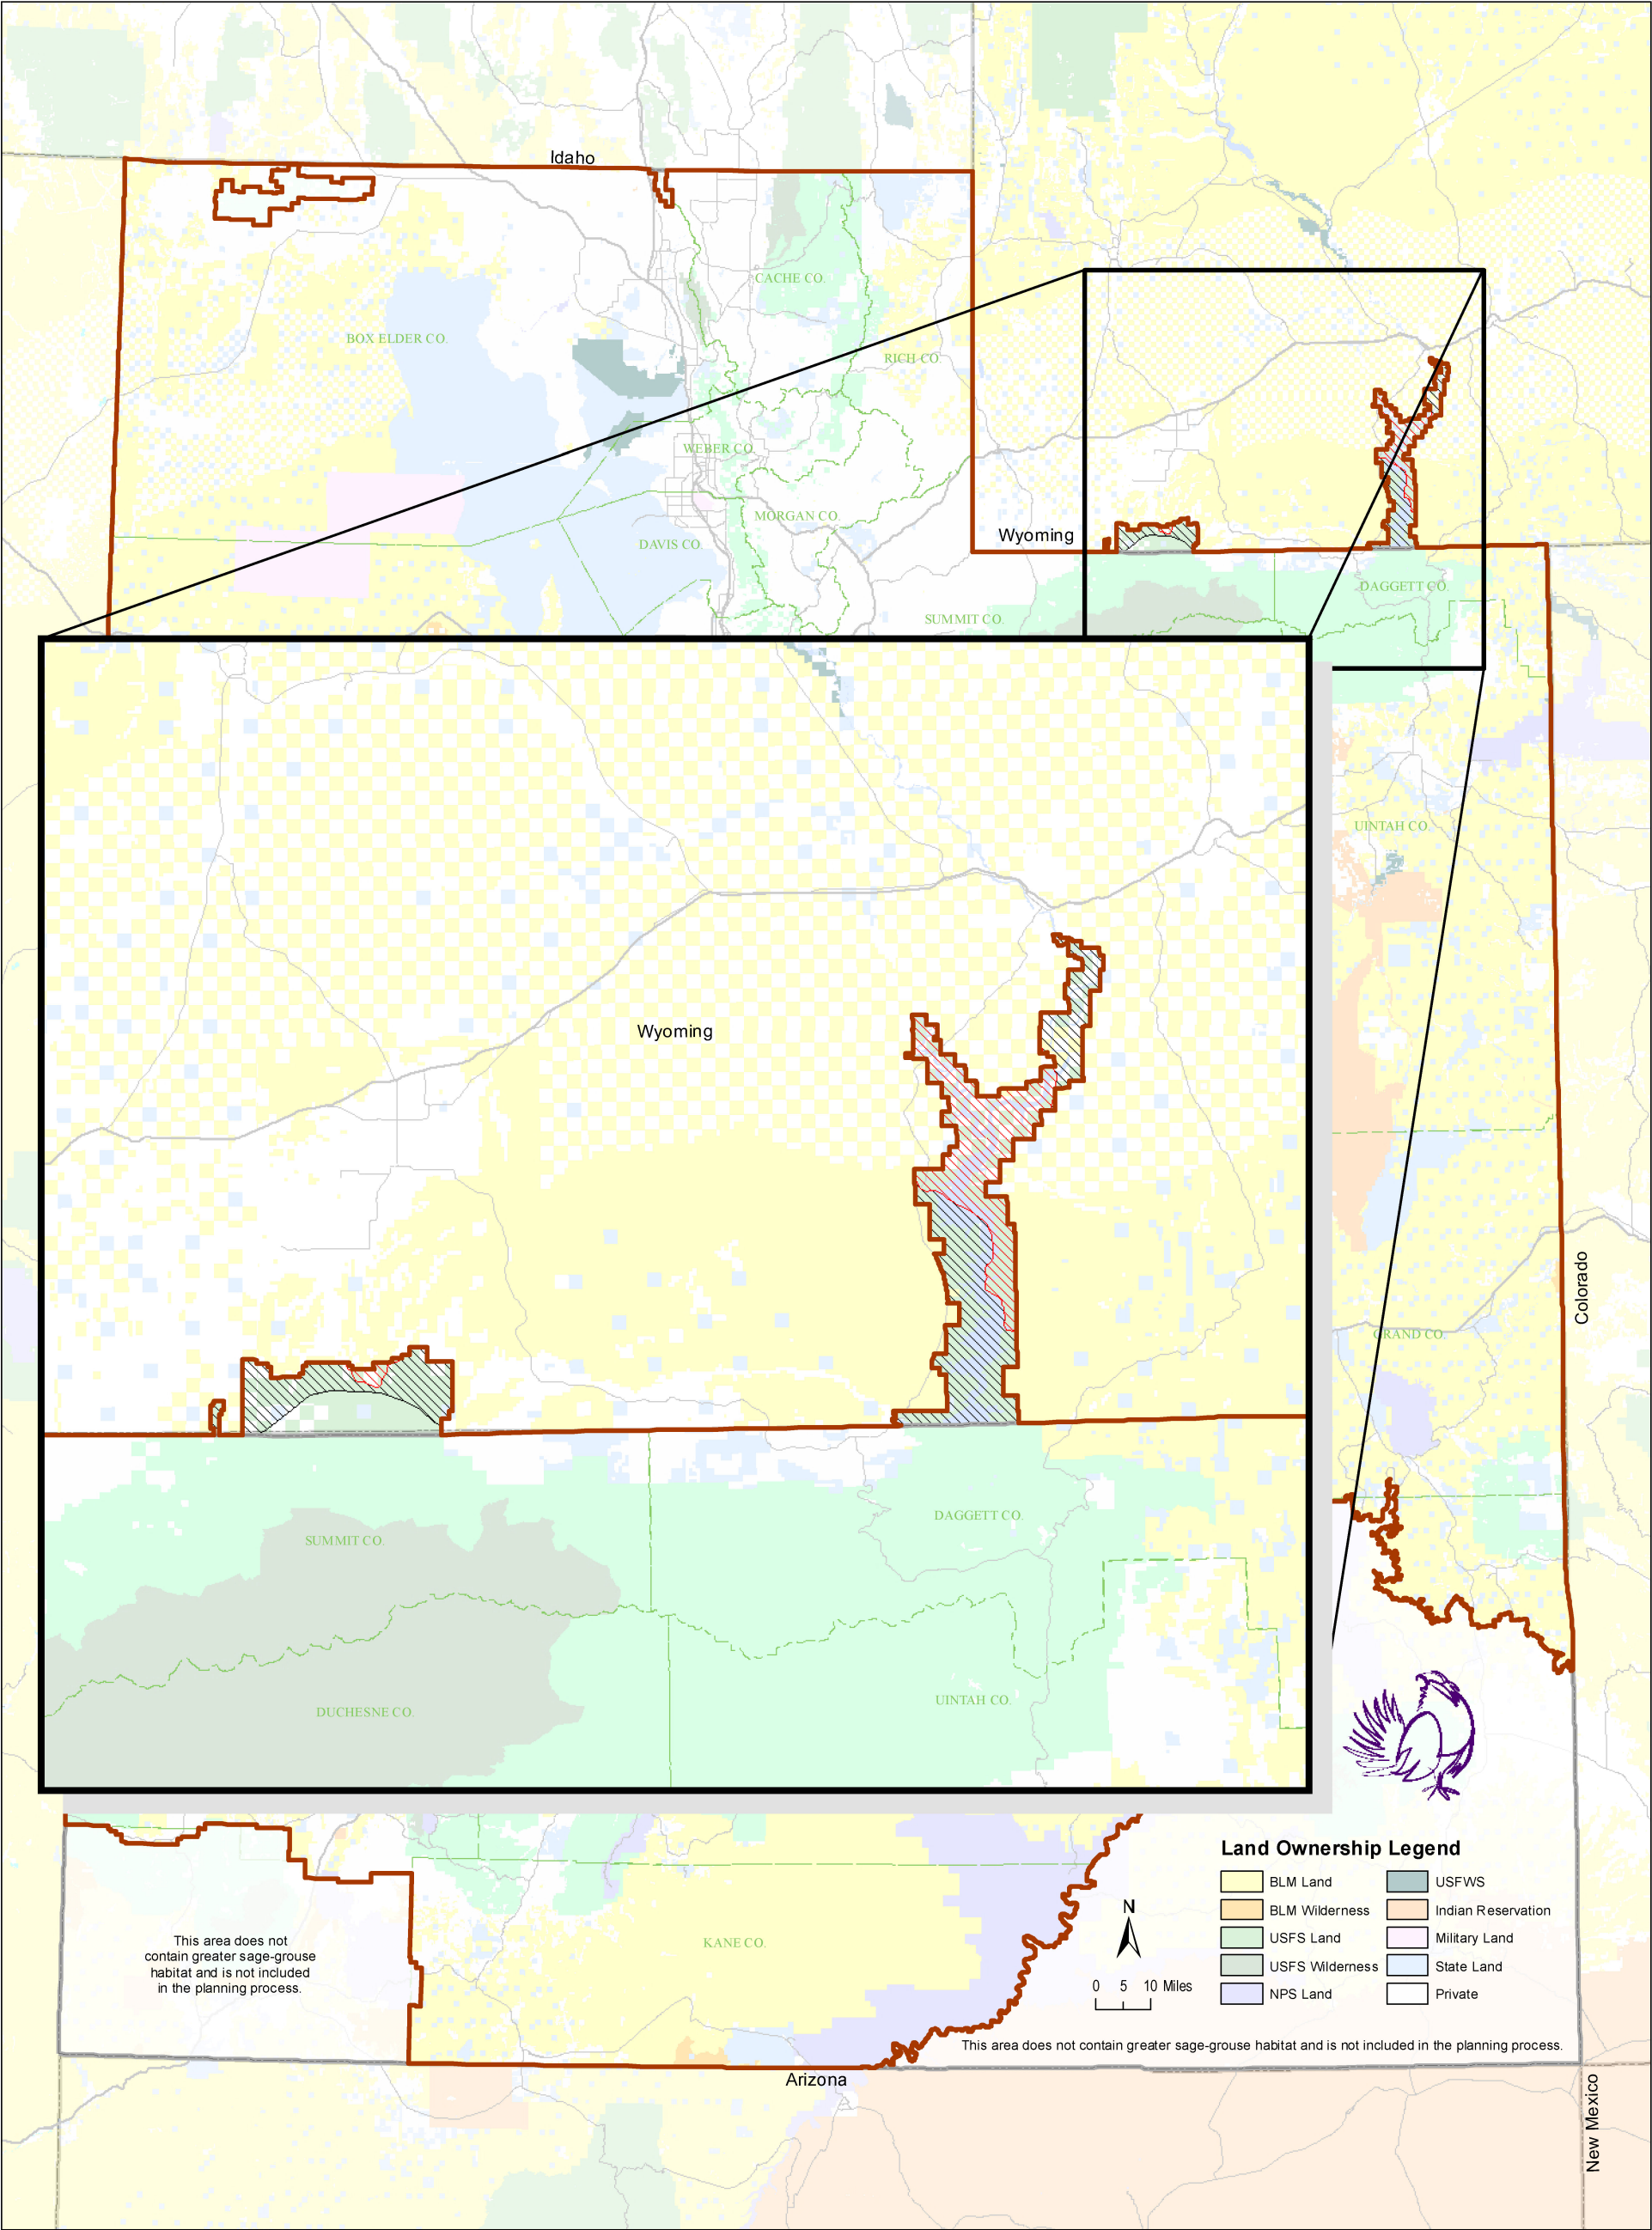 Idaho
CACHE CO.
BOX ELDER CO.
RICH CO.
WEBER CO.
MORGAN CO.
DAVIS CO.
Wyoming
DAGGETT CO.
SUMMIT CO.
UINTAH CO.
Wyoming
Colorado
GRAND CO.
DAGGETT CO.
SUMMIT CO.
UINTAH CO.
DUCHESNE CO.
Land Ownership Legend
BLM Land
USFWS
BLM Wilderness
Indian Reservation
USFS Land
Military Land
USFS Wilderness
State Land
NPS Land
Private
N
0 5 10 Miles
This area does not
contain greater sage-grouse
habitat and is not included
in the planning process.
KANE CO.
This area does not contain greater sage-grouse habitat and is not included in the planning process.
Arizona
New Mexico